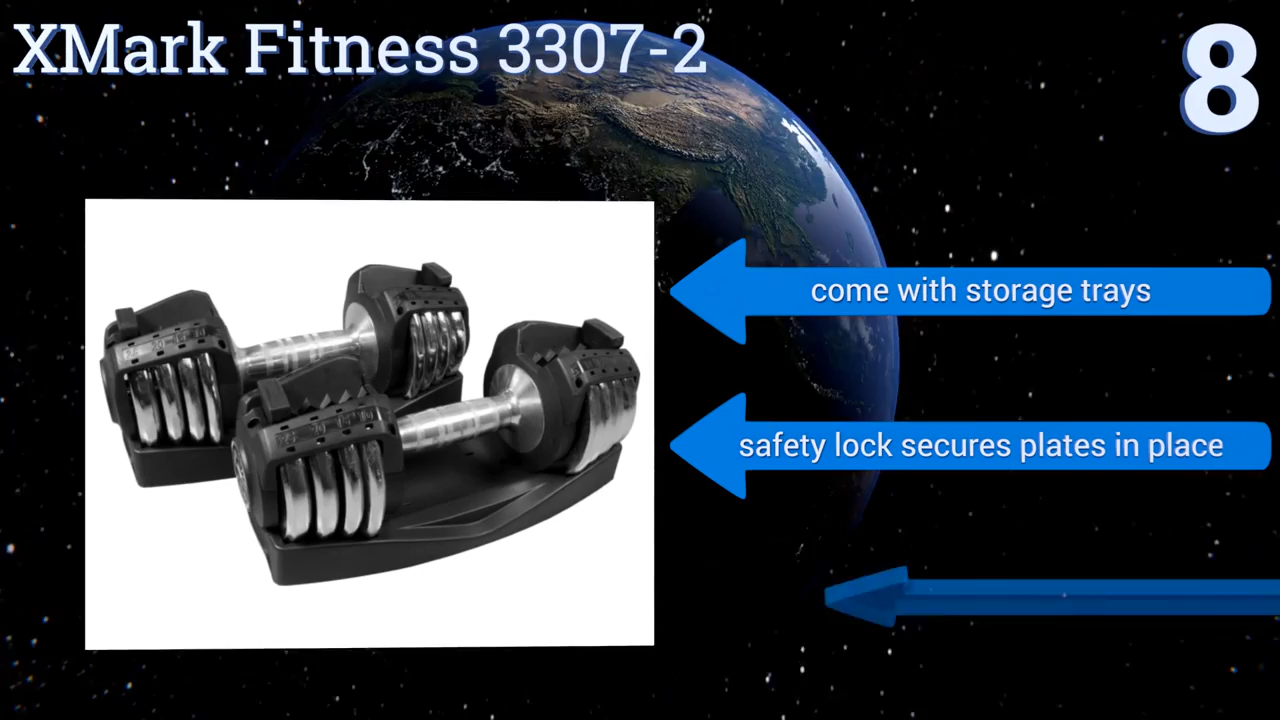 XMark Fitness 3307-2
8
come with storage trays
safety lock secures plates in place